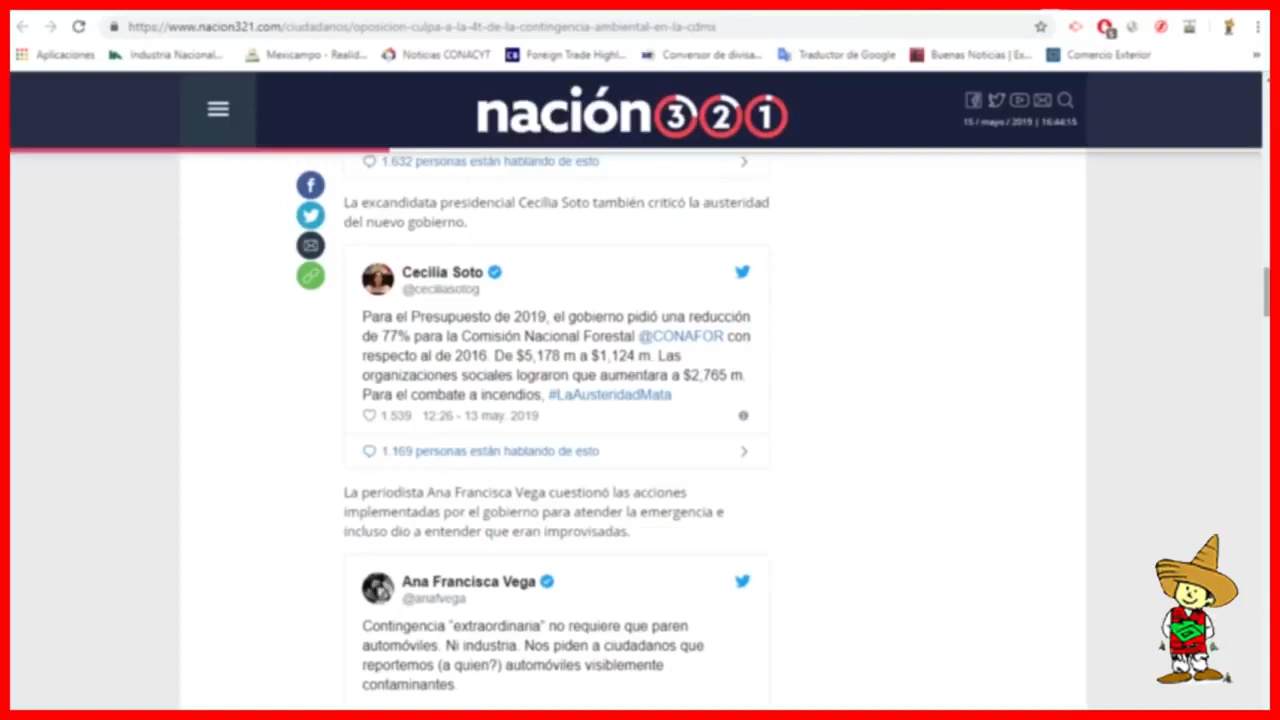 https://www.nacion321.com/ciudadanos/oposicion-culpa-a-la-4t-de-la-contingencia-ambiental-en-la-cdmx
Aplicaciones Industria Nacional... Mexicampo - Realid... Noticias CONACYT Foreign Trade Highl... Conversor de divisa... Traductor de Google Buenas Noticias | Ex... Comercio Exterior »
nación321
15 / mayo / 2019 | 16:44:15
1.632 personas están hablando de esto
La excandidata presidencial Cecilia Soto también criticó la austeridad
del nuevo gobierno.
Cecilia Soto
@ceciliasotog
Para el Presupuesto de 2019, el gobierno pidió una reducción
de 77% para la Comisión Nacional Forestal @CONAFOR con
respecto al de 2016. De $5,178 m a $1,124 m. Las
organizaciones sociales lograron que aumentara a $2,765 m.
Para el combate a incendios, #LaAusteridadMata
1.539 12:26 - 13 may. 2019
1.169 personas están hablando de esto
La periodista Ana Francisca Vega cuestionó las acciones
implementadas por el gobierno para atender la emergencia e
incluso dio a entender que eran improvisadas.
Ana Francisca Vega
@anafvega
Contingencia "extraordinaria" no requiere que paren
automóviles. Ni industria. Nos piden a ciudadanos que
reportemos (a quien?) automóviles visiblemente
contaminantes.